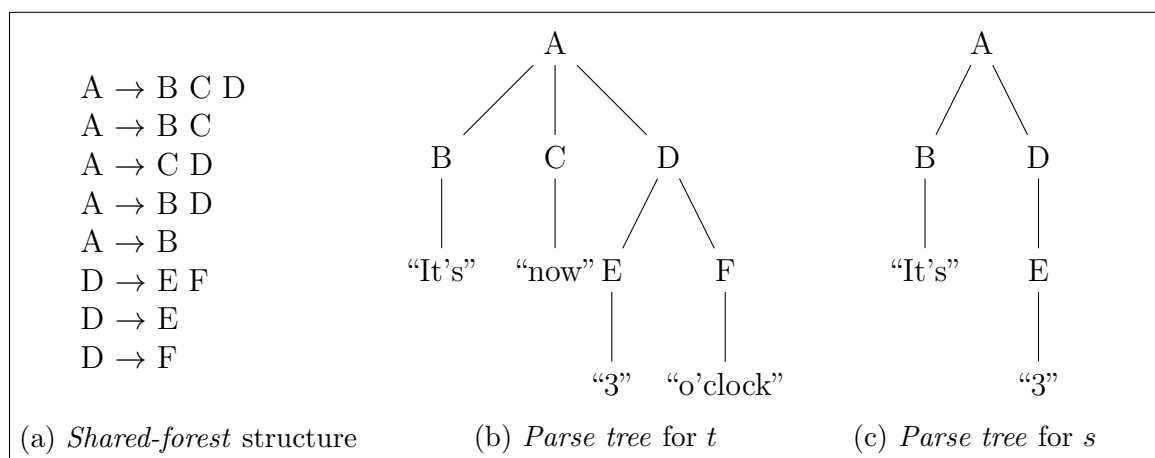 A → B C D
A → B C
A → C D
A → B D
A → B
D → E F
D → E
D → F
(a) Shared-forest structure
A
B C D
“It's” “now” E F
“3” “o'clock”
(b) Parse tree for t
A
B D
“It's” E
“3”
(c) Parse tree for s